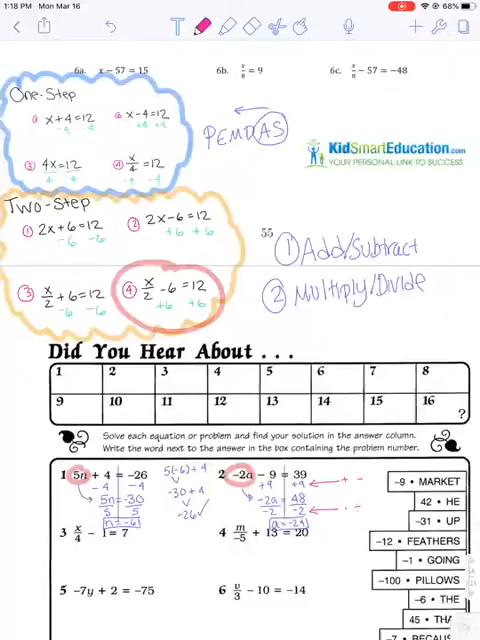 1:18 PM Mon Mar 16
68%
6a. x − 57 = 15
6b. x/8 = 9
6c. x/8 − 57 = −48
One-Step
① x + 4 = 12
-4 -4
② x − 4 = 12
+4 +4
③ 4x = 12
4 4
④ x/4 = 12
PEMDAS
KidSmartEducation.com
YOUR PERSONAL LINK TO SUCCESS
Two-Step
① 2x + 6 = 12
-6 -6
② 2x − 6 = 12
+6 +6
③ x/2 + 6 = 12
-6 -6
④ x/2 − 6 = 12
+6 +6
55
① Add/Subtract
② Multiply/Divide
Did You Hear About . . .
1 2 3 4 5 6 7 8
9 10 11 12 13 14 15 16
?
Solve each equation or problem and find your solution in the answer column.
Write the word next to the answer in the box containing the problem number.
1 5n + 4 = −26
-4 -4
5n = -30
5 5
n = -6
5(-6) + 4
-30 + 4
-26 ✓
2 −2a − 9 = 39
+9 +9
-2a = 48
-2 -2
a = -24
+ −
· ÷
3 x/4 − 1 = 7
4 m/−5 + 13 = 20
5 −7y + 2 = −75
6 v/3 − 10 = −14
−9 • MARKET
42 • HE
−31 • UP
−12 • FEATHERS
−1 • GOING
−100 • PILLOWS
−6 • THE
45 • THA
−7 • BECAUS